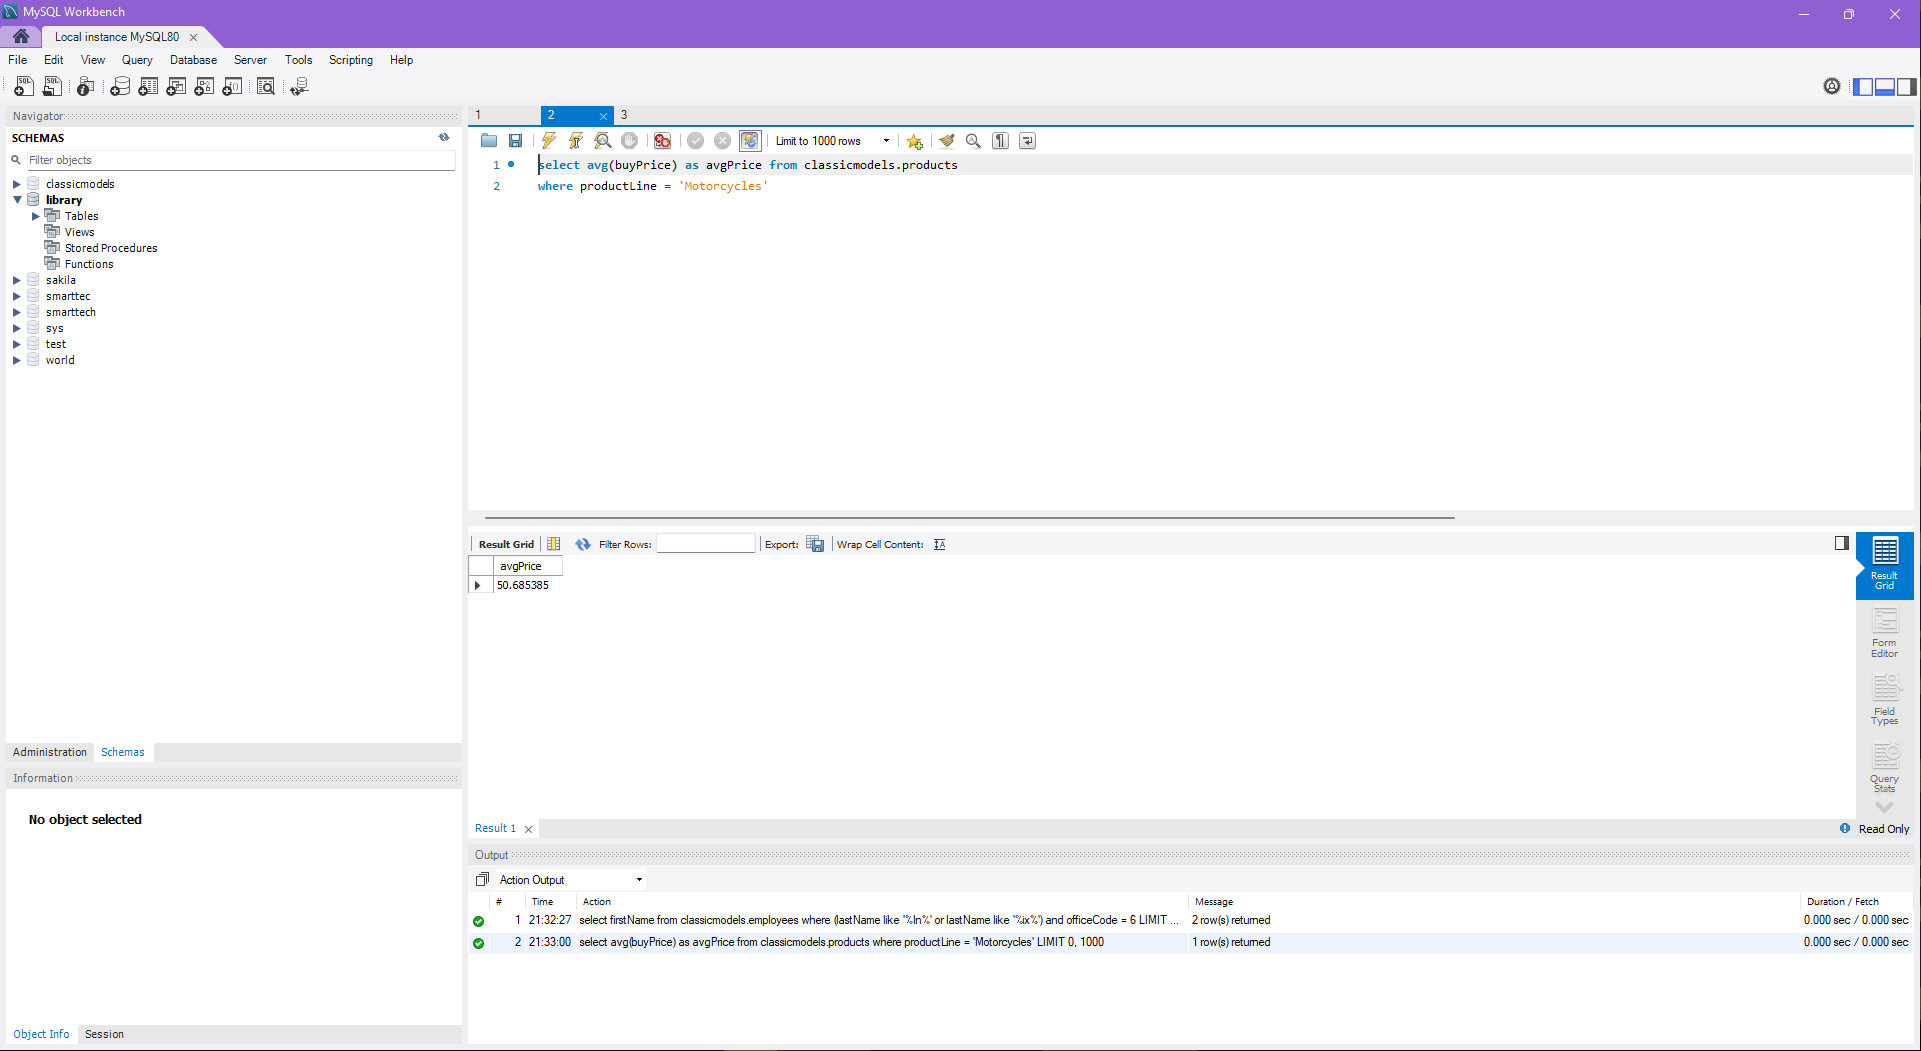 MySQL Workbench
Local instance MySQL80
File Edit View Query Database Server Tools Scripting Help
Navigator
SCHEMAS
Filter objects
classicmodels
library
Tables
Views
Stored Procedures
Functions
sakila
smarttec
smarttech
sys
test
world
Administration Schemas
Information
No object selected
Object Info Session
1 2 3
Limit to 1000 rows
1 select avg(buyPrice) as avgPrice from classicmodels.products
2 where productLine = 'Motorcycles'
Result Grid Filter Rows: Export: Wrap Cell Content:
avgPrice
50.685385
Result
Grid
Form
Editor
Field
Types
Query
Stats
Result 1
Read Only
Output
Action Output
# Time Action Message Duration / Fetch
1 21:32:27 select firstName from classicmodels.employees where (lastName like '%ln%' or lastName like '%ix%') and officeCode = 6 LIMIT ... 2 row(s) returned 0.000 sec / 0.000 sec
2 21:33:00 select avg(buyPrice) as avgPrice from classicmodels.products where productLine = 'Motorcycles' LIMIT 0, 1000 1 row(s) returned 0.000 sec / 0.000 sec